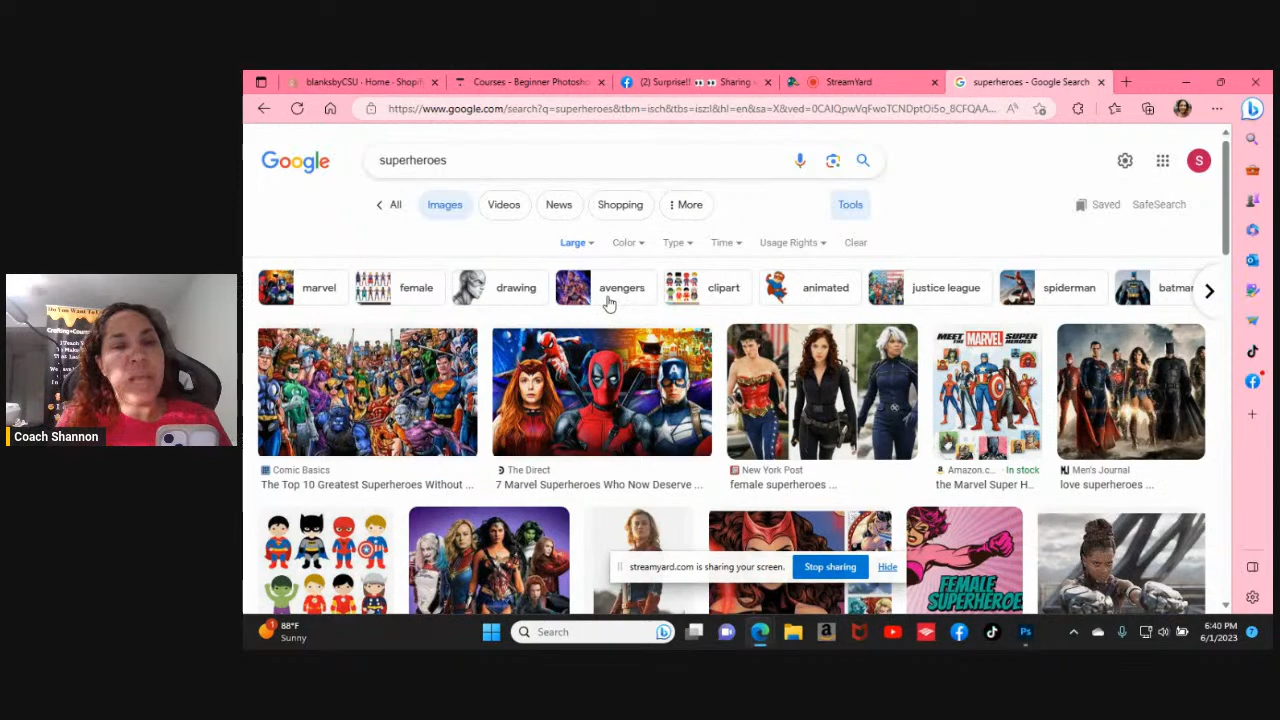 blanksbyCSU · Home · Shopif
Courses - Beginner Photosho
(2) Surprise!! 👀👀 Sharing
StreamYard
superheroes - Google Search
https://www.google.com/search?q=superheroes&tbm=isch&tbs=isz:l&hl=en&sa=X&ved=0CAIQpwVqFwoTCNDptOi5o_8CFQAA...
Google
superheroes
S
All
Images
Videos
News
Shopping
More
Tools
Saved
SafeSearch
Large
Color
Type
Time
Usage Rights
Clear
marvel
female
drawing
avengers
clipart
animated
justice league
spiderman
batman
MEET THE MARVEL SUPER HEROES
Comic Basics
The Top 10 Greatest Superheroes Without ...
The Direct
7 Marvel Superheroes Who Now Deserve ...
New York Post
female superheroes ...
Amazon.c... · In stock
the Marvel Super H..
Men's Journal
love superheroes ...
FEMALE
SUPERHEROE
streamyard.com is sharing your screen.
Stop sharing
Hide
Do You Want To
Coach Shannon
88°F
Sunny
Search
Ps
6:40 PM
6/1/2023